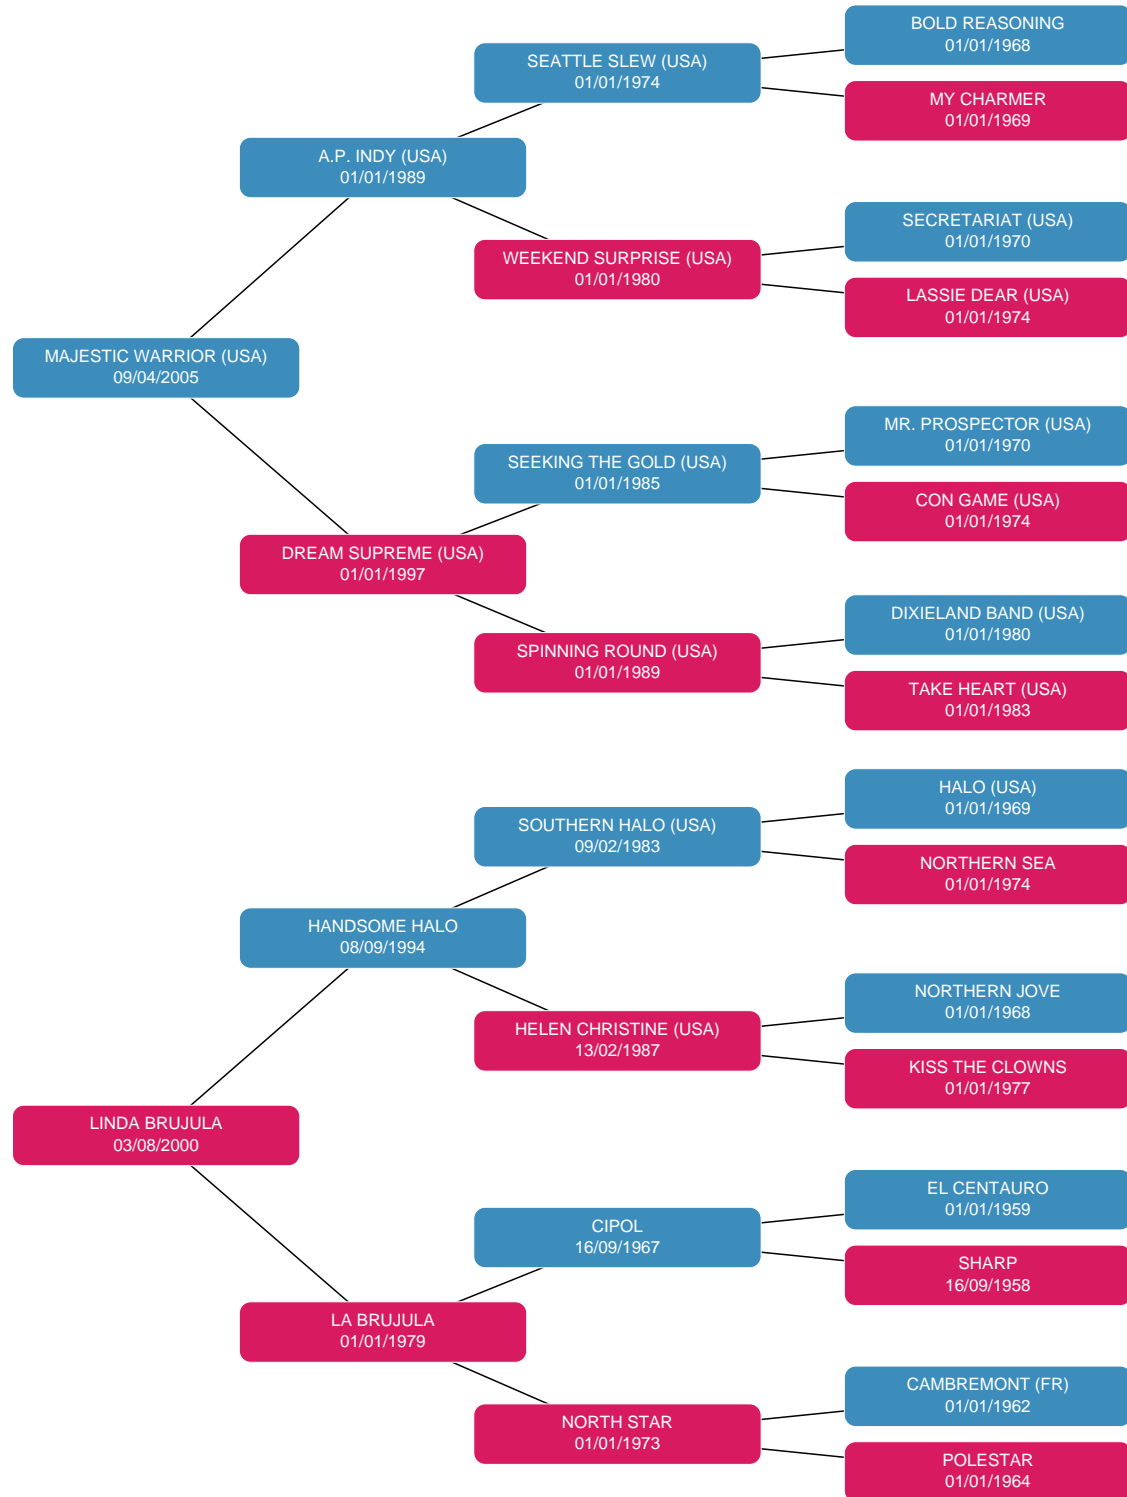 BOLD REASONING
01/01/1968
SEATTLE SLEW (USA)
01/01/1974
MY CHARMER
01/01/1969
A.P. INDY (USA)
01/01/1989
SECRETARIAT (USA)
01/01/1970
WEEKEND SURPRISE (USA)
01/01/1980
LASSIE DEAR (USA)
01/01/1974
MAJESTIC WARRIOR (USA)
09/04/2005
MR. PROSPECTOR (USA)
01/01/1970
SEEKING THE GOLD (USA)
01/01/1985
CON GAME (USA)
01/01/1974
DREAM SUPREME (USA)
01/01/1997
DIXIELAND BAND (USA)
01/01/1980
SPINNING ROUND (USA)
01/01/1989
TAKE HEART (USA)
01/01/1983
HALO (USA)
01/01/1969
SOUTHERN HALO (USA)
09/02/1983
NORTHERN SEA
01/01/1974
HANDSOME HALO
08/09/1994
NORTHERN JOVE
01/01/1968
HELEN CHRISTINE (USA)
13/02/1987
KISS THE CLOWNS
01/01/1977
LINDA BRUJULA
03/08/2000
EL CENTAURO
01/01/1959
CIPOL
16/09/1967
SHARP
16/09/1958
LA BRUJULA
01/01/1979
CAMBREMONT (FR)
01/01/1962
NORTH STAR
01/01/1973
POLESTAR
01/01/1964